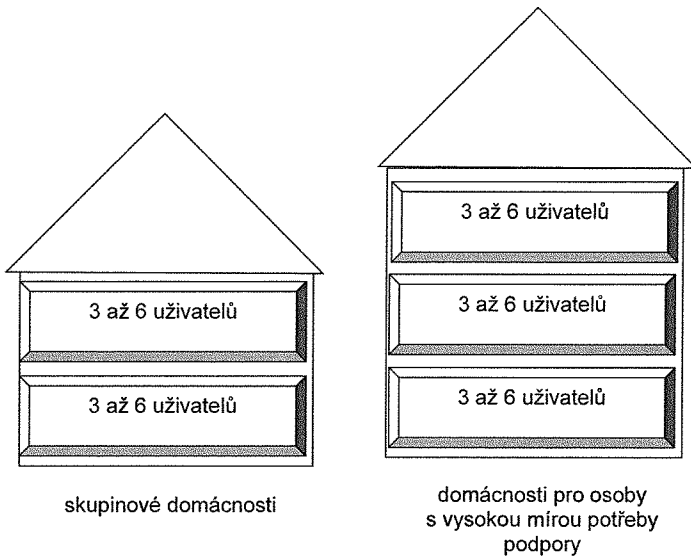 3 až 6 uživatelů
3 až 6 uživatelů
skupinové domácnosti
3 až 6 uživatelů
3 až 6 uživatelů
3 až 6 uživatelů
domácnosti pro osoby
s vysokou mírou potřeby
podpory